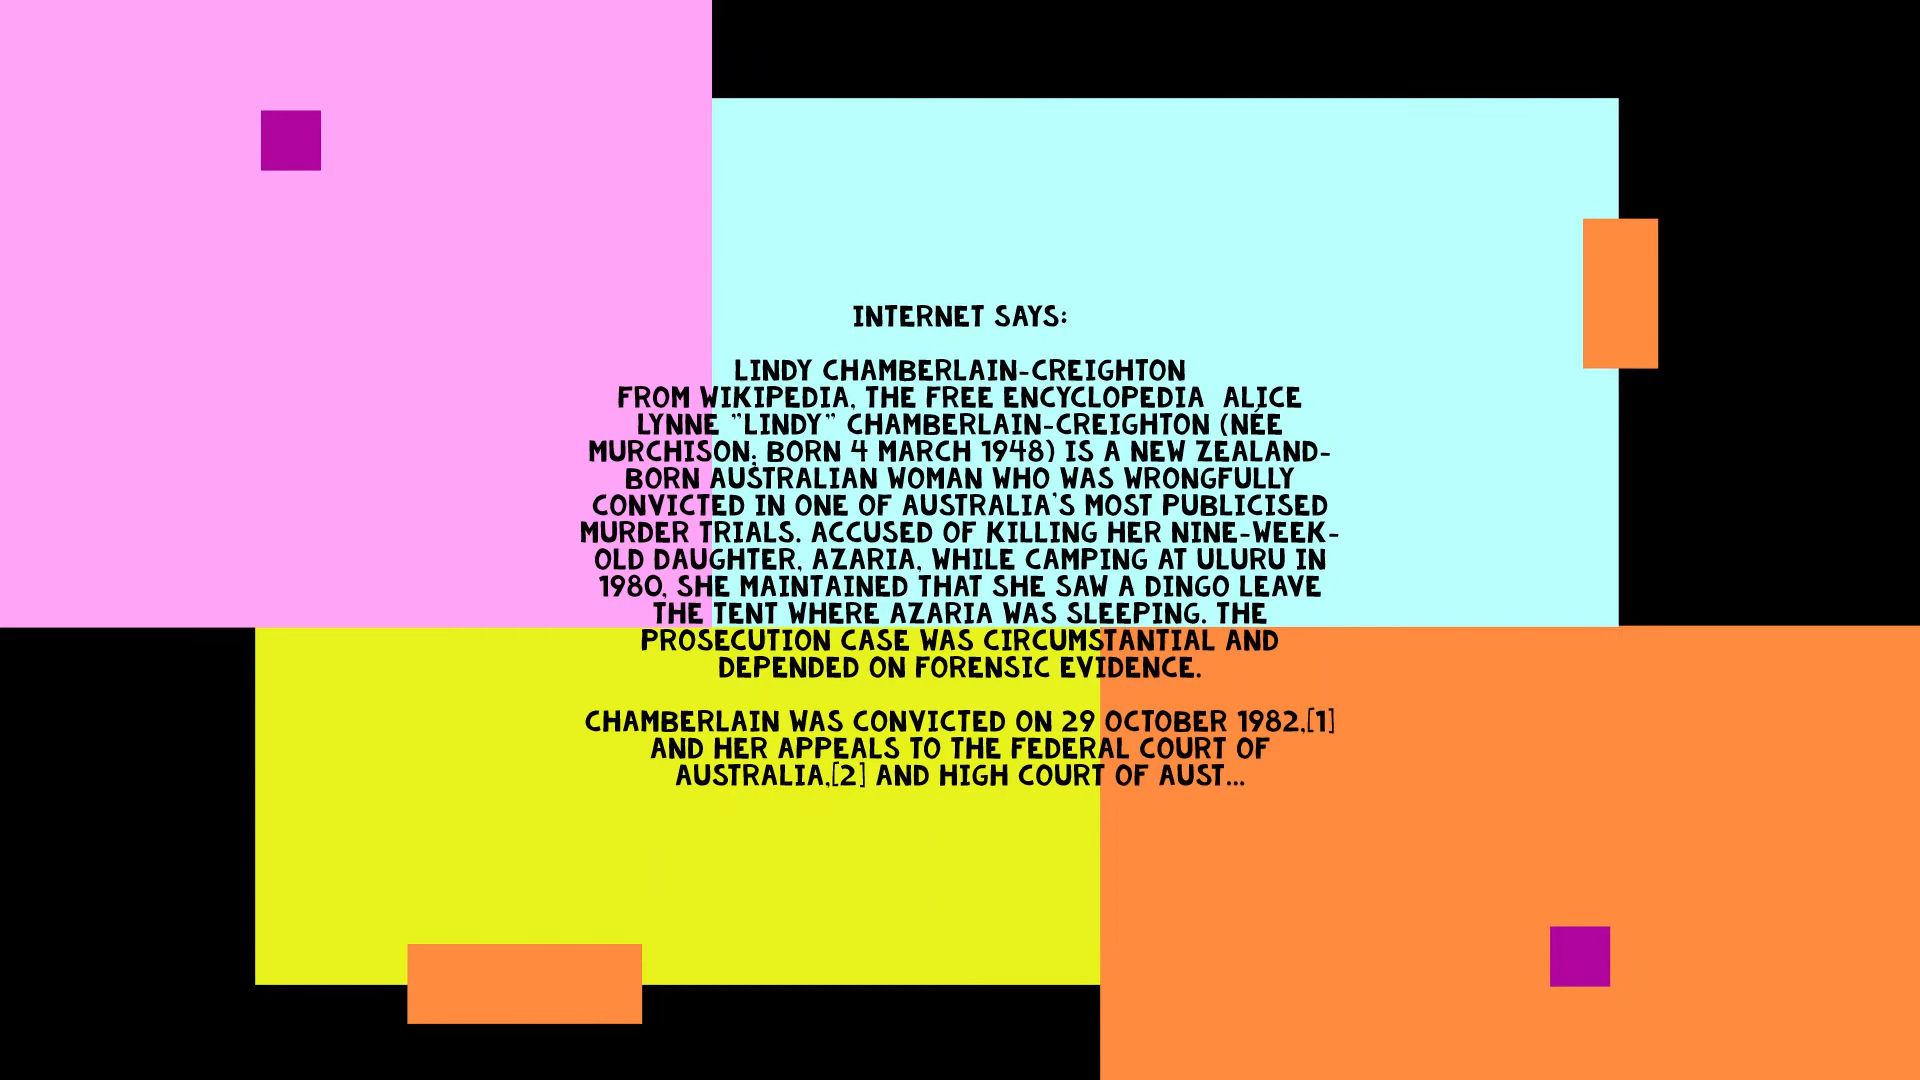 INTERNET SAYS:
LINDY CHAMBERLAIN-CREIGHTON
FROM WIKIPEDIA, THE FREE ENCYCLOPEDIA  ALICE
LYNNE "LINDY" CHAMBERLAIN-CREIGHTON (NÉE
MURCHISON; BORN 4 MARCH 1948) IS A NEW ZEALAND-
BORN AUSTRALIAN WOMAN WHO WAS WRONGFULLY
CONVICTED IN ONE OF AUSTRALIA'S MOST PUBLICISED
MURDER TRIALS. ACCUSED OF KILLING HER NINE-WEEK-
OLD DAUGHTER, AZARIA, WHILE CAMPING AT ULURU IN
1980, SHE MAINTAINED THAT SHE SAW A DINGO LEAVE
THE TENT WHERE AZARIA WAS SLEEPING. THE
PROSECUTION CASE WAS CIRCUMSTANTIAL AND
DEPENDED ON FORENSIC EVIDENCE.
CHAMBERLAIN WAS CONVICTED ON 29 OCTOBER 1982,[1]
AND HER APPEALS TO THE FEDERAL COURT OF
AUSTRALIA,[2] AND HIGH COURT OF AUST...